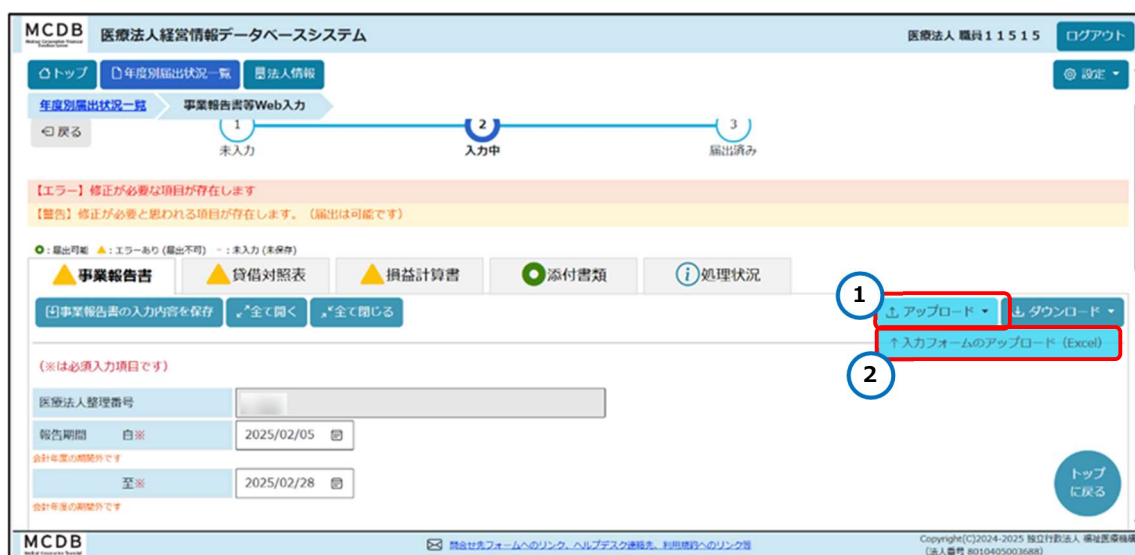 MCDB 医療法人経営情報データベースシステム 医療法人 職員11515 ログアウト
トップ 年度別届出状況一覧 法人情報 設定
年度別届出状況一覧 事業報告書等Web入力
戻る 1 2 3
未入力 入力中 届出済み
【エラー】修正が必要な項目が存在します
【警告】修正が必要と思われる項目が存在します。（届出は可能です）
：届出可能 ：エラーあり (届出不可) －：未入力 (未保存)
事業報告書 貸借対照表 損益計算書 添付書類 i 処理状況
1
事業報告書の入力内容を保存 全て開く 全て閉じる アップロード ダウンロード
↑入力フォームのアップロード（Excel）
2
（※は必須入力項目です）
医療法人整理番号
報告期間 自※ 2025/02/05
会計年度の期間外です
至※ 2025/02/28
会計年度の期間外です
トップ
に戻る
MCDB 問合せ先フォームへのリンク、ヘルプデスク連絡先、利用規約へのリンク等 Copyright(C)2024-2025 独立行政法人 福祉医療機構
（法人番号 8010405003688）